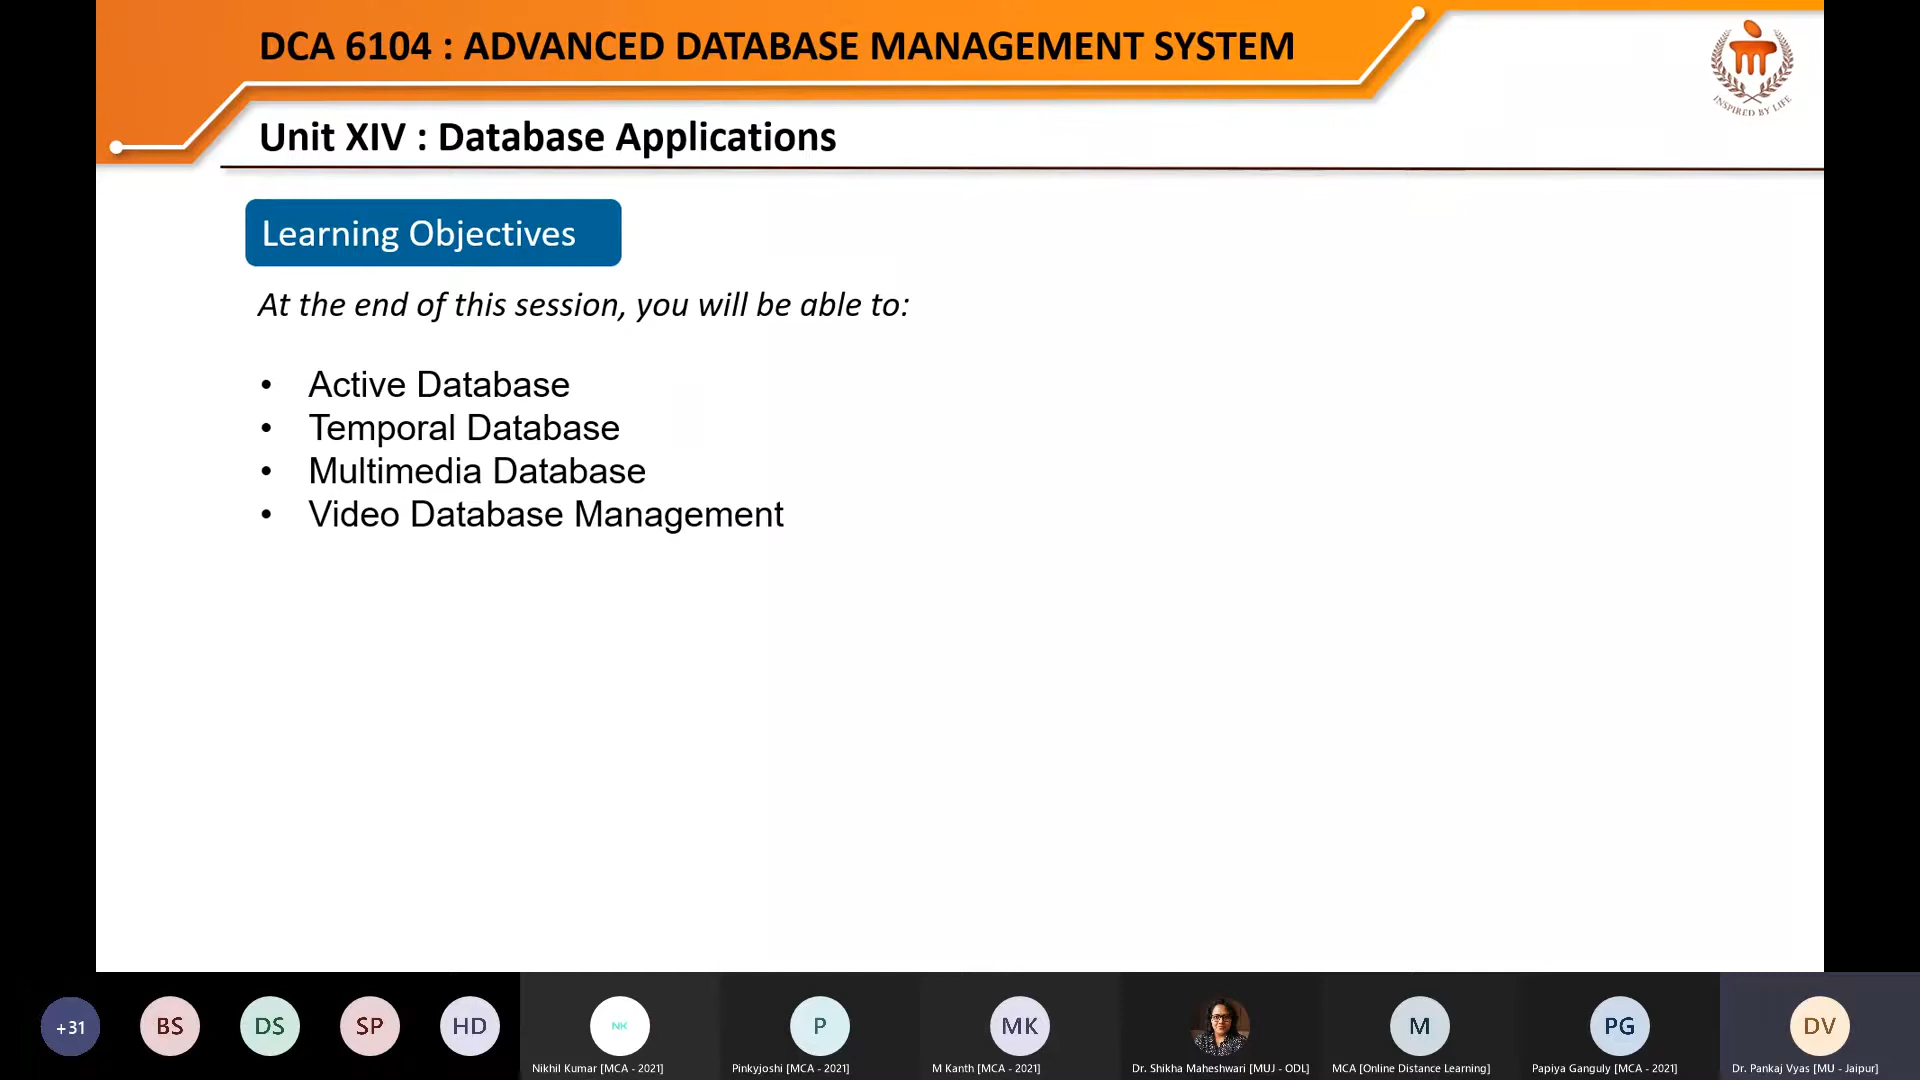 DCA 6104 : ADVANCED DATABASE MANAGEMENT SYSTEM
INSPIRED BY LIFE
Unit XIV : Database Applications
Learning Objectives
At the end of this session, you will be able to:
• Active Database
• Temporal Database
• Multimedia Database
• Video Database Management
+31
BS
DS
SP
HD
NK
P
MK
M
PG
DV
Nikhil Kumar [MCA - 2021]
Pinkyjoshi [MCA - 2021]
M Kanth [MCA - 2021]
Dr. Shikha Maheshwari [MUJ - ODL]
MCA [Online Distance Learning]
Papiya Ganguly [MCA - 2021]
Dr. Pankaj Vyas [MU - Jaipur]